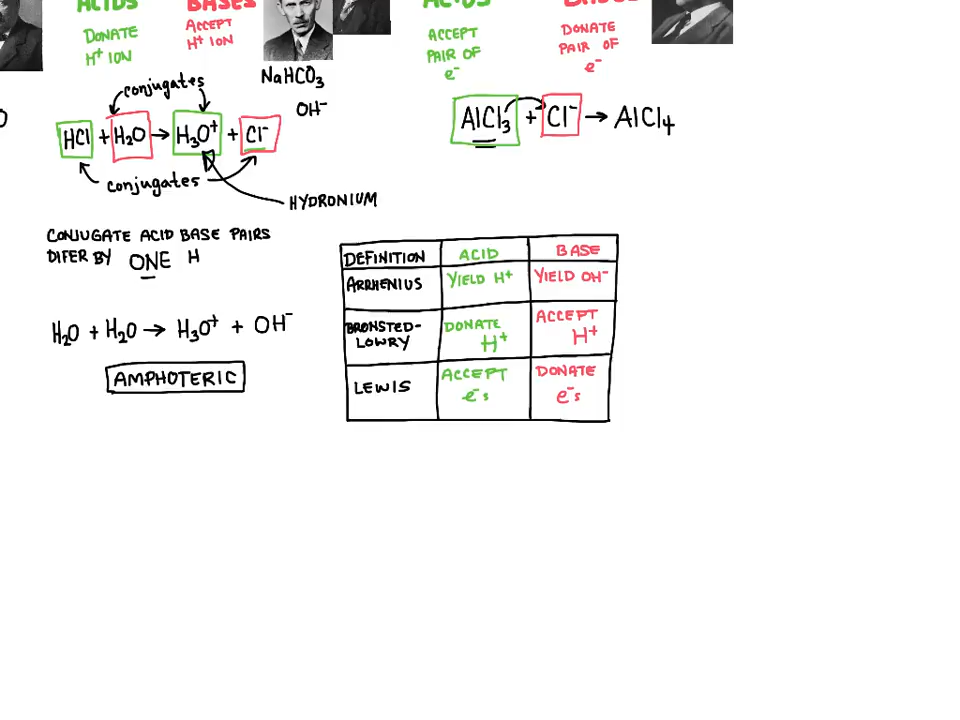 ACIDS BASES
DONATE
H⁺ ION
ACCEPT
H⁺ ION
conjugates
NaHCO₃
OH⁻
HCl + H₂O → H₃O⁺ + Cl⁻
conjugates
HYDRONIUM
CONJUGATE ACID BASE PAIRS
DIFER BY ONE H
H₂O + H₂O → H₃O⁺ + OH⁻
AMPHOTERIC
ACIDS BASES
ACCEPT
PAIR OF
e⁻
DONATE
PAIR OF
e⁻
AlCl₃ + Cl⁻ → AlCl₄
DEFINITION ACID BASE
ARRHENIUS YIELD H⁺ YIELD OH⁻
BRONSTED-
LOWRY
DONATE
H⁺
ACCEPT
H⁺
LEWIS
ACCEPT
e⁻s
DONATE
e⁻s